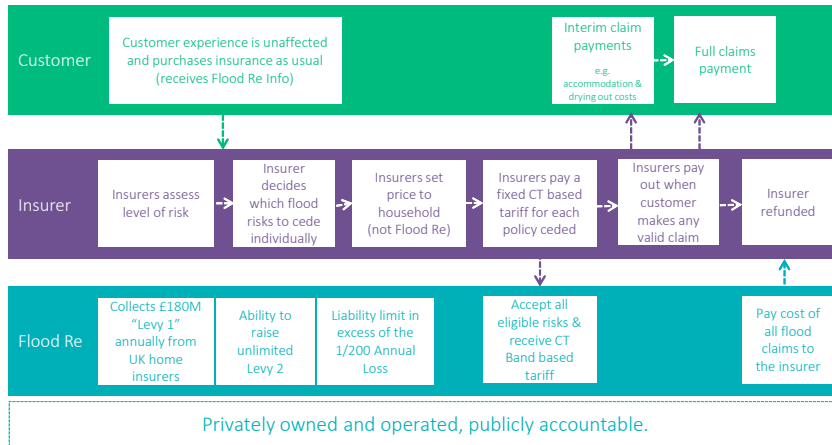 Customer
Customer experience is unaffected
and purchases insurance as usual
(receives Flood Re Info)
Interim claim
payments
e.g.
accommodation &
drying out costs
Full claims
payment
Insurer
Insurers assess
level of risk
Insurer
decides
which flood
risks to cede
individually
Insurers set
price to
household
(not Flood Re)
Insurers pay a
fixed CT based
tariff for each
policy ceded
Insurers pay
out when
customer
makes any
valid claim
Insurer
refunded
Flood Re
Collects £180M
“Levy 1”
annually from
UK home
insurers
Ability to
raise
unlimited
Levy 2
Liability limit in
excess of the
1/200 Annual
Loss
Accept all
eligible risks &
receive CT
Band based
tariff
Pay cost of
all flood
claims to
the insurer
Privately owned and operated, publicly accountable.